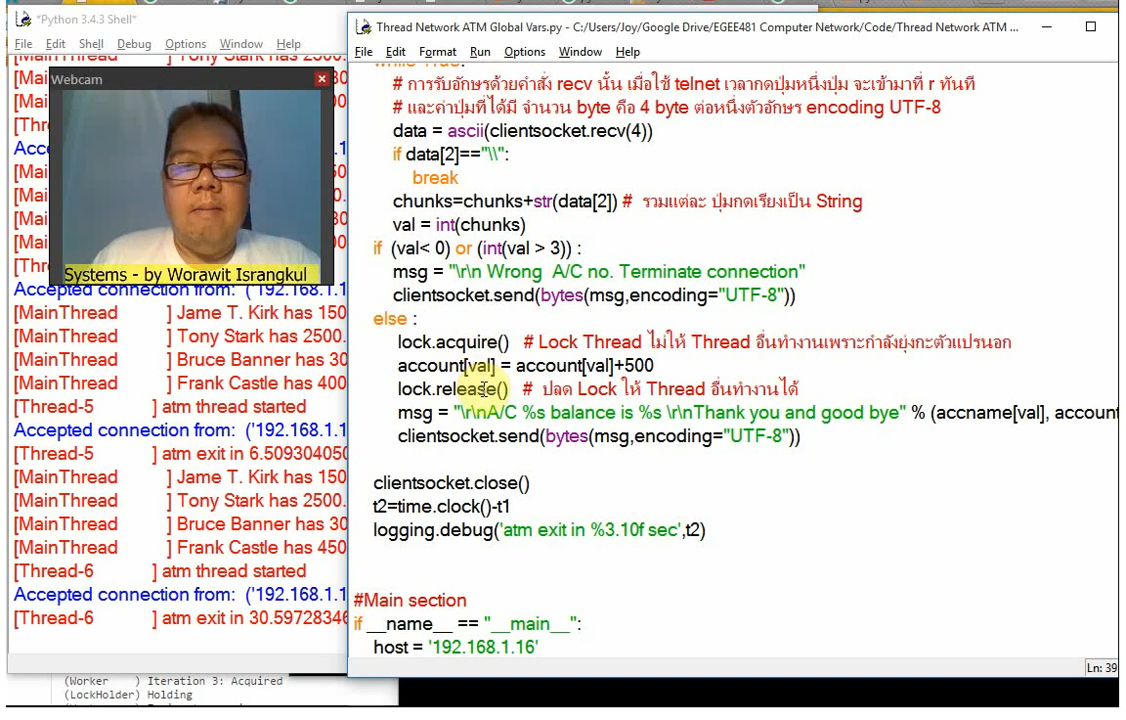 *Python 3.4.3 Shell*
File Edit Shell Debug Options Window Help
Webcam
Systems - by Worawit Israngkul
Accepted connection from: ('192.168.1.1
[MainThread ] Jame T. Kirk has 150
[MainThread ] Tony Stark has 2500.
[MainThread ] Bruce Banner has 30
[MainThread ] Frank Castle has 400
[Thread-5 ] atm thread started
Accepted connection from: ('192.168.1.1
[Thread-5 ] atm exit in 6.509304050
[MainThread ] Jame T. Kirk has 150
[MainThread ] Tony Stark has 2500.
[MainThread ] Bruce Banner has 30
[MainThread ] Frank Castle has 450
[Thread-6 ] atm thread started
Accepted connection from: ('192.168.1.1
[Thread-6 ] atm exit in 30.59728346
(Worker ) Iteration 3: Acquired
(LockHolder) Holding
Thread Network ATM Global Vars.py - C:/Users/Joy/Google Drive/EGEE481 Computer Network/Code/Thread Network ATM ...
File Edit Format Run Options Window Help
while True:
# การรับอักษรด้วยคำสั่ง recv นั้น เมื่อใช้ telnet เวลากดปุ่มหนึ่งปุ่ม จะเข้ามาที่ r ทันที
# และค่าปุ่มที่ได้มี จำนวน byte คือ 4 byte ต่อหนึ่งตัวอักษร encoding UTF-8
data = ascii(clientsocket.recv(4))
if data[2]=="\\":
break
chunks=chunks+str(data[2]) # รวมแต่ละ ปุ่มกดเรียงเป็น String
val = int(chunks)
if (val< 0) or (int(val > 3)) :
msg = "\r\n Wrong A/C no. Terminate connection"
clientsocket.send(bytes(msg,encoding="UTF-8"))
else :
lock.acquire() # Lock Thread ไม่ให้ Thread อื่นทำงานเพราะกำลังยุ่งกะตัวแปรนอก
account[val] = account[val]+500
lock.release() # ปลด Lock ให้ Thread อื่นทำงานได้
msg = "\r\nA/C %s balance is %s \r\nThank you and good bye" % (accname[val], account
clientsocket.send(bytes(msg,encoding="UTF-8"))
clientsocket.close()
t2=time.clock()-t1
logging.debug('atm exit in %3.10f sec',t2)
#Main section
if __name__ == "__main__":
host = '192.168.1.16'
Ln: 39